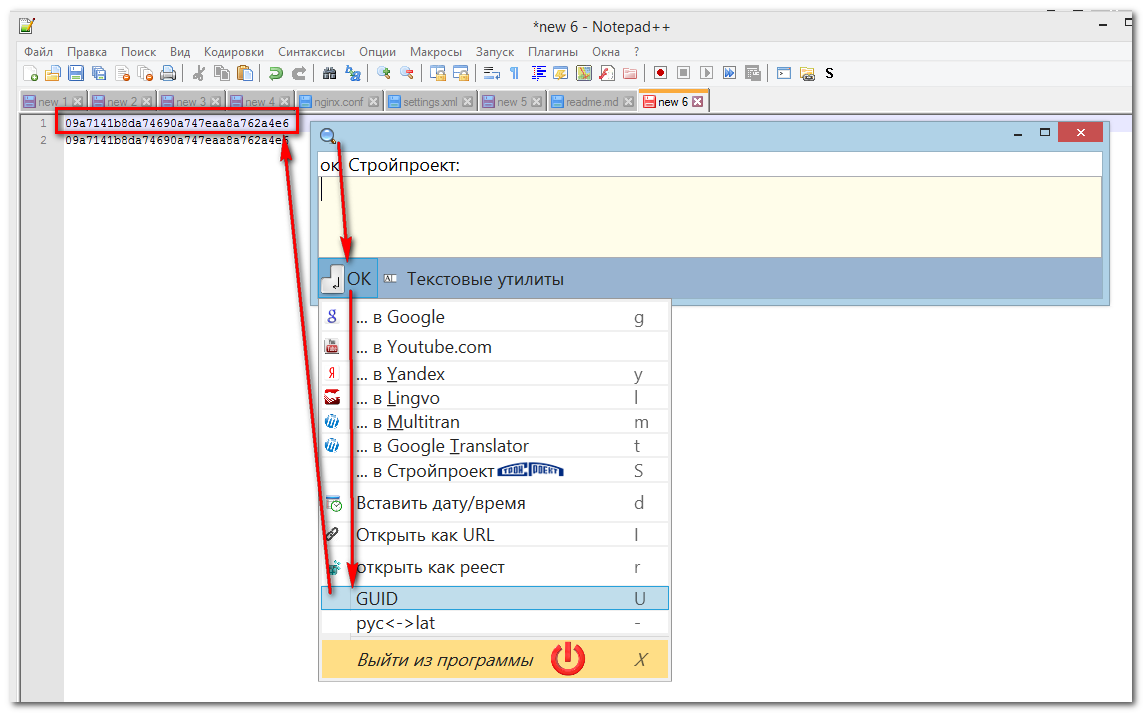 *new 6 - Notepad++
Файл Правка Поиск Вид Кодировки Синтаксисы Опции Макросы Запуск Плагины Окна ?
S
new 1 new 2 new 3 new 4 nginx.conf settings.xml new 5 readme.md new 6
1 09a7141b8da74690a747eaa8a762a4e6
2 09a7141b8da74690a747eaa8a762a4e6
ок Стройпроект:
OK Текстовые утилиты
... в Google g
... в Youtube.com
... в Yandex y
... в Lingvo l
... в Multitran m
... в Google Translator t
... в Стройпроект S
Вставить дату/время d
Открыть как URL l
открыть как реест r
GUID U
рус<->lat -
Выйти из программы X